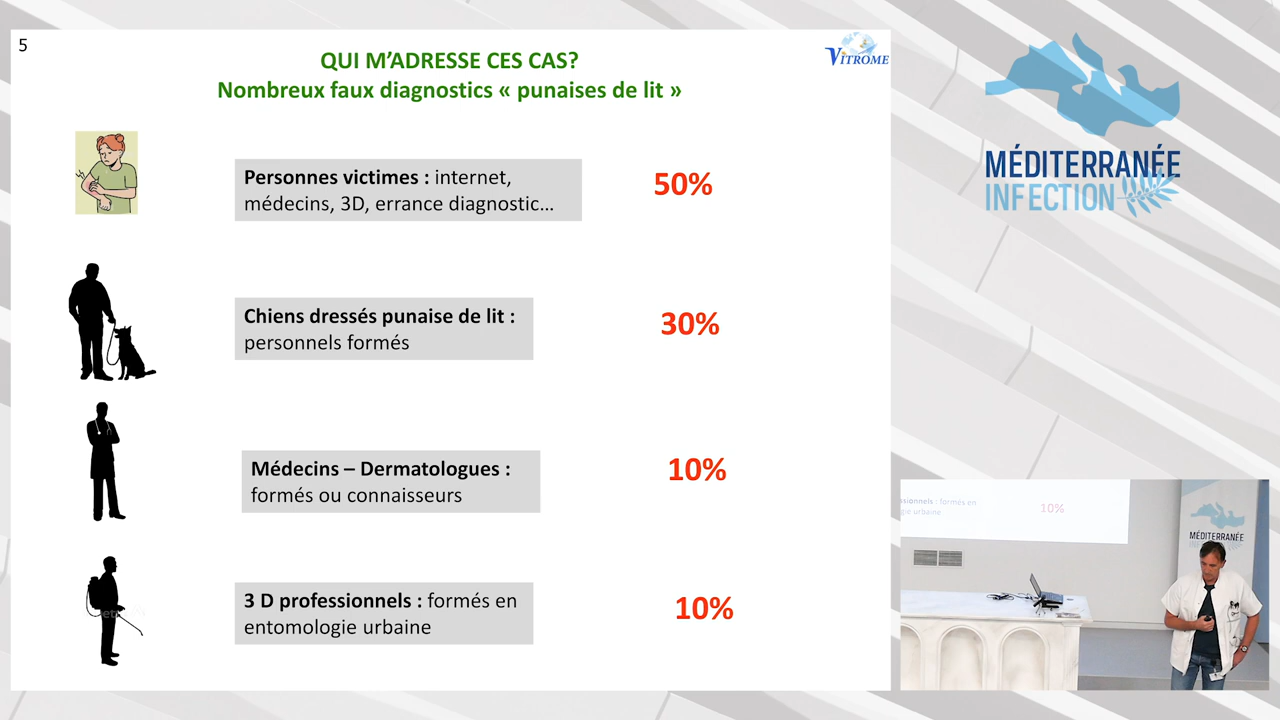 5
QUI M’ADRESSE CES CAS?
Nombreux faux diagnostics « punaises de lit »
VITROME
Personnes victimes : internet,
médecins, 3D, errance diagnostic…
50%
Chiens dressés punaise de lit :
personnels formés
30%
Médecins – Dermatologues :
formés ou connaisseurs
10%
3 D professionnels : formés en
entomologie urbaine
10%
MÉDITERRANÉE
INFECTION
formés en
10%
MÉDITERRANÉE